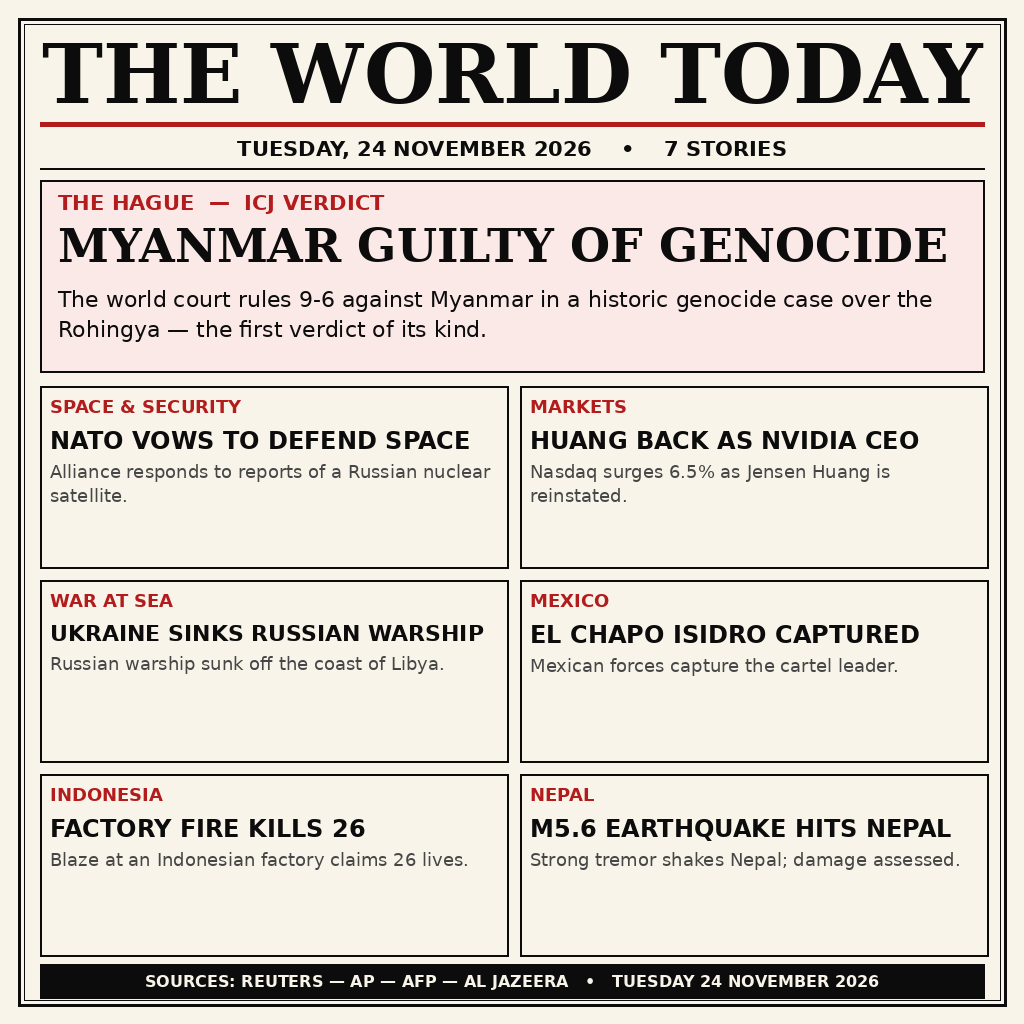 THE WORLD TODAY
TUESDAY, 24 NOVEMBER 2026 • 7 STORIES
THE HAGUE — ICJ VERDICT
MYANMAR GUILTY OF GENOCIDE
The world court rules 9-6 against Myanmar in a historic genocide case over the
Rohingya — the first verdict of its kind.
SPACE & SECURITY
NATO VOWS TO DEFEND SPACE
Alliance responds to reports of a Russian nuclear
satellite.
MARKETS
HUANG BACK AS NVIDIA CEO
Nasdaq surges 6.5% as Jensen Huang is
reinstated.
WAR AT SEA
UKRAINE SINKS RUSSIAN WARSHIP
Russian warship sunk off the coast of Libya.
MEXICO
EL CHAPO ISIDRO CAPTURED
Mexican forces capture the cartel leader.
INDONESIA
FACTORY FIRE KILLS 26
Blaze at an Indonesian factory claims 26 lives.
NEPAL
M5.6 EARTHQUAKE HITS NEPAL
Strong tremor shakes Nepal; damage assessed.
SOURCES: REUTERS — AP — AFP — AL JAZEERA • TUESDAY 24 NOVEMBER 2026